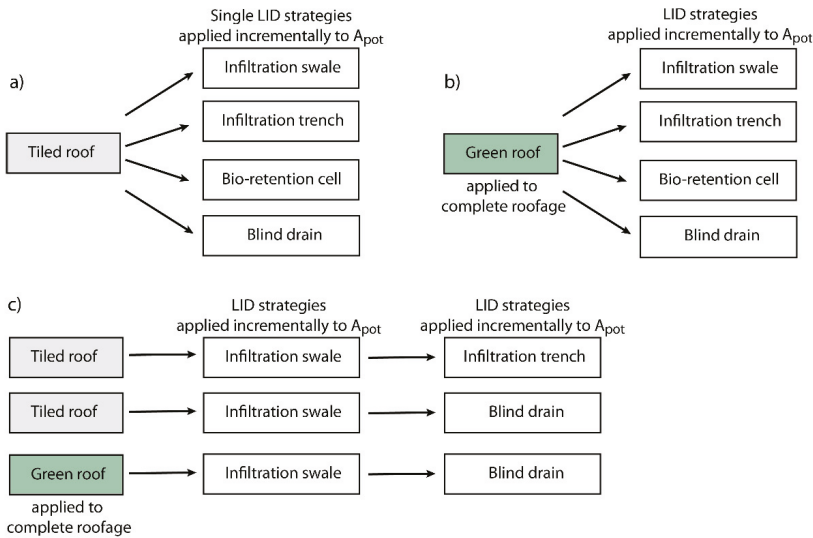 a)
Single LID strategies
applied incrementally to Apot
Tiled roof
Infiltration swale
Infiltration trench
Bio-retention cell
Blind drain
b)
LID strategies
applied incrementally to Apot
Green roof
applied to
complete roofage
Infiltration swale
Infiltration trench
Bio-retention cell
Blind drain
c)
LID strategies
applied incrementally to Apot
LID strategies
applied incrementally to Apot
Tiled roof
Infiltration swale
Infiltration trench
Tiled roof
Infiltration swale
Blind drain
Green roof
applied to
complete roofage
Infiltration swale
Blind drain